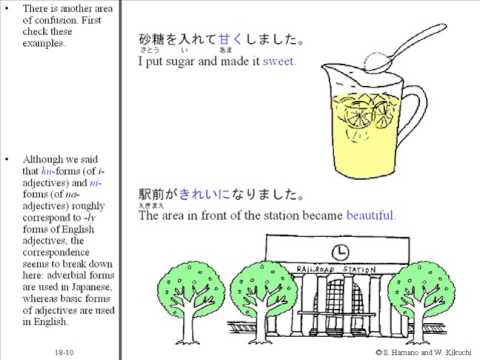 There is another area
of confusion. First
check these
examples.
砂糖を入れて甘くしました。
さとう い あま
I put sugar and made it sweet.
Although we said
that ku-forms (of i-
adjectives) and ni-
forms (of na-
adjectives) roughly
correspond to -ly
forms of English
adjectives, the
correspondence
seems to break down
here: adverbial forms
are used in Japanese,
whereas basic forms
of adjectives are used
in English.
駅前がきれいになりました。
えきまえ
The area in front of the station became beautiful.
RAILROAD STATION
18-10
© S. Hamano and W. Kikuchi